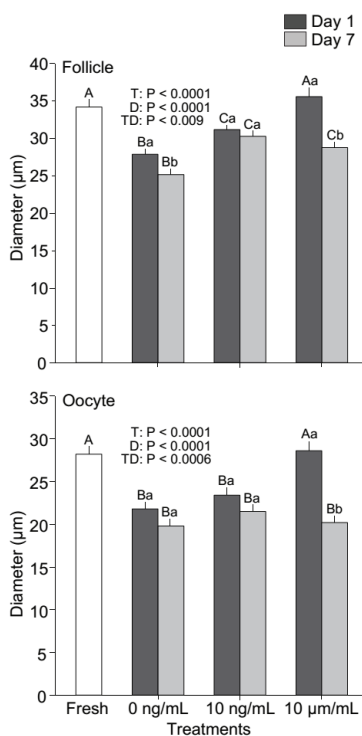 Day 1
Day 7
Follicle
T: P < 0.0001
D: P < 0.0001
TD: P < 0.009
Diameter (µm)
40
35
30
25
20
15
10
5
0
A
Ba
Bb
Ca
Ca
Aa
Cb
Oocyte
T: P < 0.0001
D: P < 0.0001
TD: P < 0.0006
Diameter (µm)
35
30
25
20
15
10
5
0
A
Ba
Ba
Ba
Ba
Aa
Bb
Fresh 0 ng/mL 10 ng/mL 10 µm/mL
Treatments